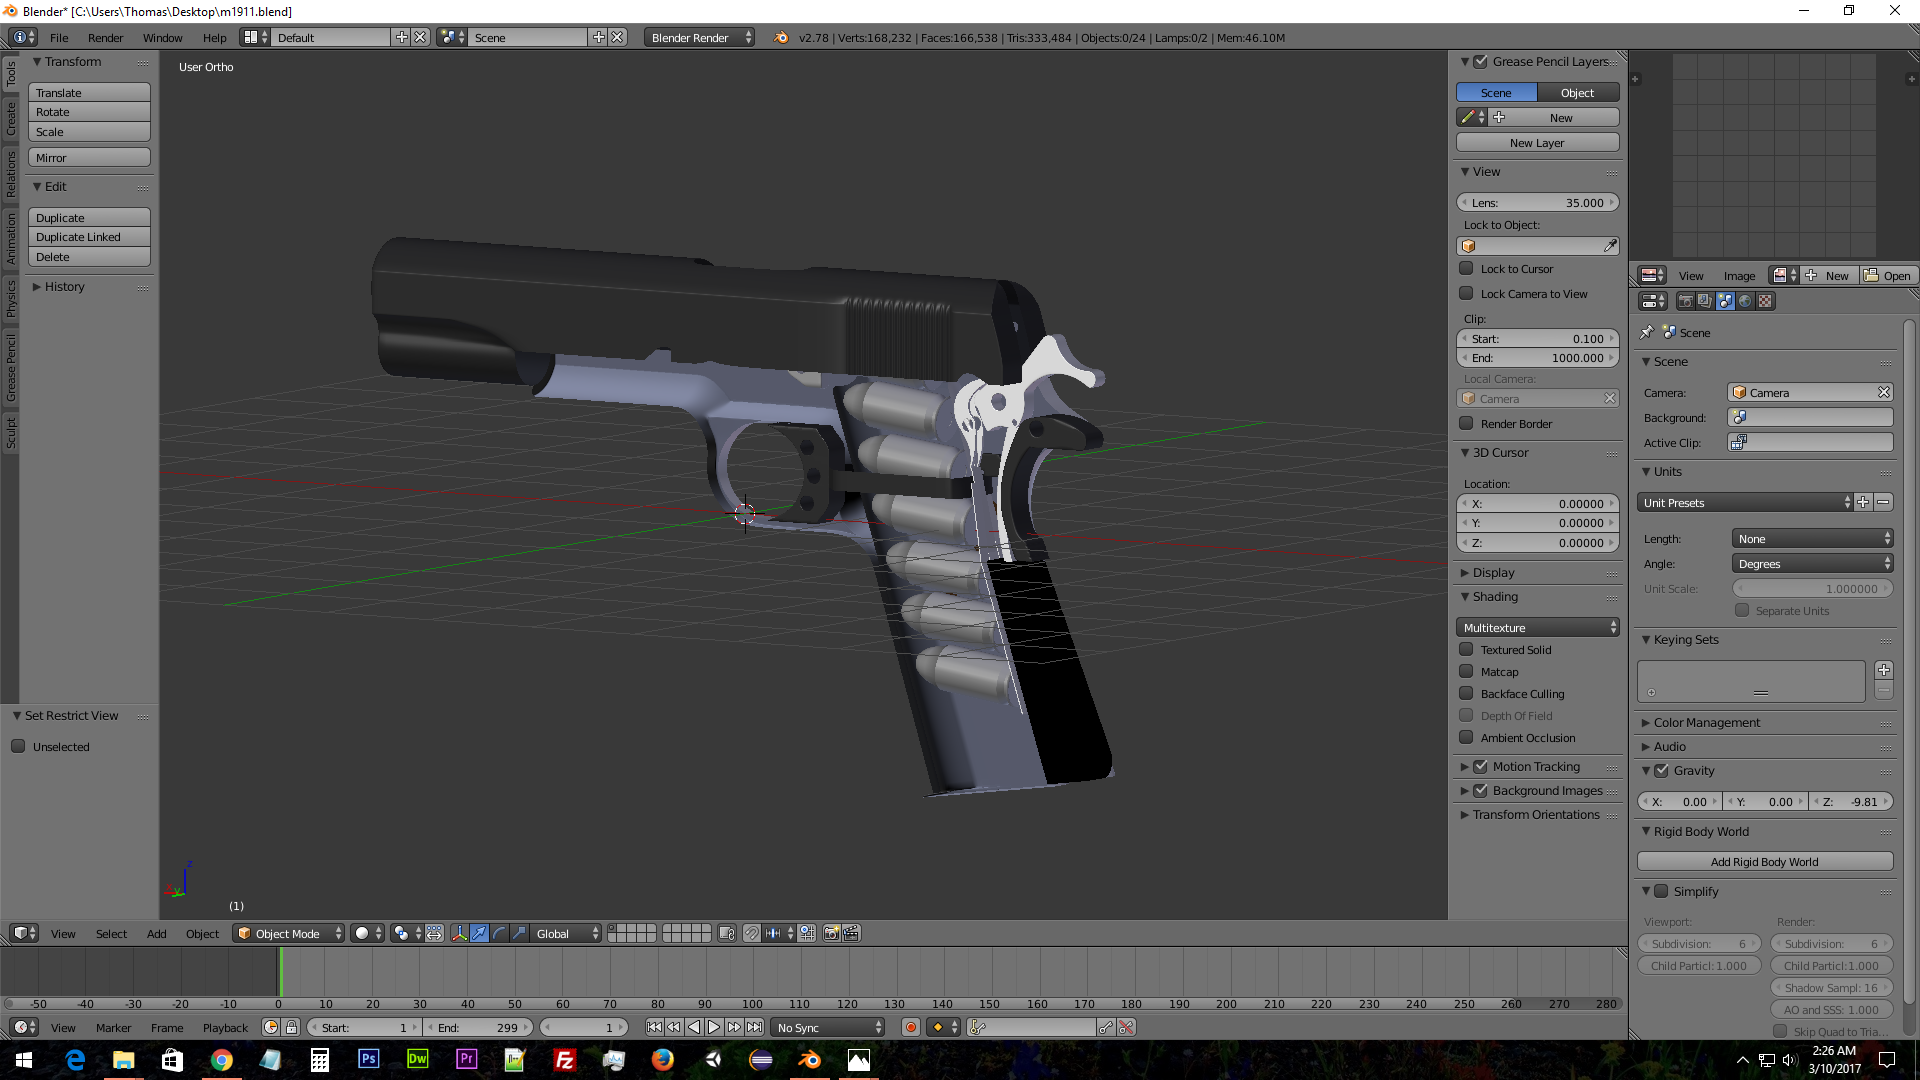 Blender* [C:\Users\Thomas\Desktop\m1911.blend]
File Render Window Help Default Scene Blender Render v2.78 | Verts:168,232 | Faces:166,538 | Tris:333,484 | Objects:0/24 | Lamps:0/2 | Mem:46.10M
Tools
Create
Relations
Animation
Physics
Grease Pencil
Sculpt
Transform
Translate
Rotate
Scale
Mirror
Edit
Duplicate
Duplicate Linked
Delete
History
Set Restrict View
Unselected
User Ortho
z
y
(1)
Grease Pencil Layers
Scene Object
New
New Layer
View
Lens: 35.000
Lock to Object:
Lock to Cursor
Lock Camera to View
Clip:
Start: 0.100
End: 1000.000
Local Camera:
Camera
Render Border
3D Cursor
Location:
X: 0.00000
Y: 0.00000
Z: 0.00000
Display
Shading
Multitexture
Textured Solid
Matcap
Backface Culling
Depth Of Field
Ambient Occlusion
Motion Tracking
Background Images
Transform Orientations
View Image New Open
Scene
Scene
Camera: Camera
Background:
Active Clip:
Units
Unit Presets
Length: None
Angle: Degrees
Unit Scale: 1.000000
Separate Units
Keying Sets
Color Management
Audio
Gravity
X: 0.00 Y: 0.00 Z: -9.81
Rigid Body World
Add Rigid Body World
Simplify
Viewport: Render:
Subdivision: 6 Subdivision: 6
Child Particl: 1.000 Child Particl: 1.000
Shadow Sampl: 16
AO and SSS: 1.000
Skip Quad to Tria...
View Select Add Object Object Mode Global
-50 -40 -30 -20 -10 0 10 20 30 40 50 60 70 80 90 100 110 120 130 140 150 160 170 180 190 200 210 220 230 240 250 260 270 280
View Marker Frame Playback Start: 1 End: 299 1 No Sync
Ps Dw Pr Fz
2:26 AM
3/10/2017